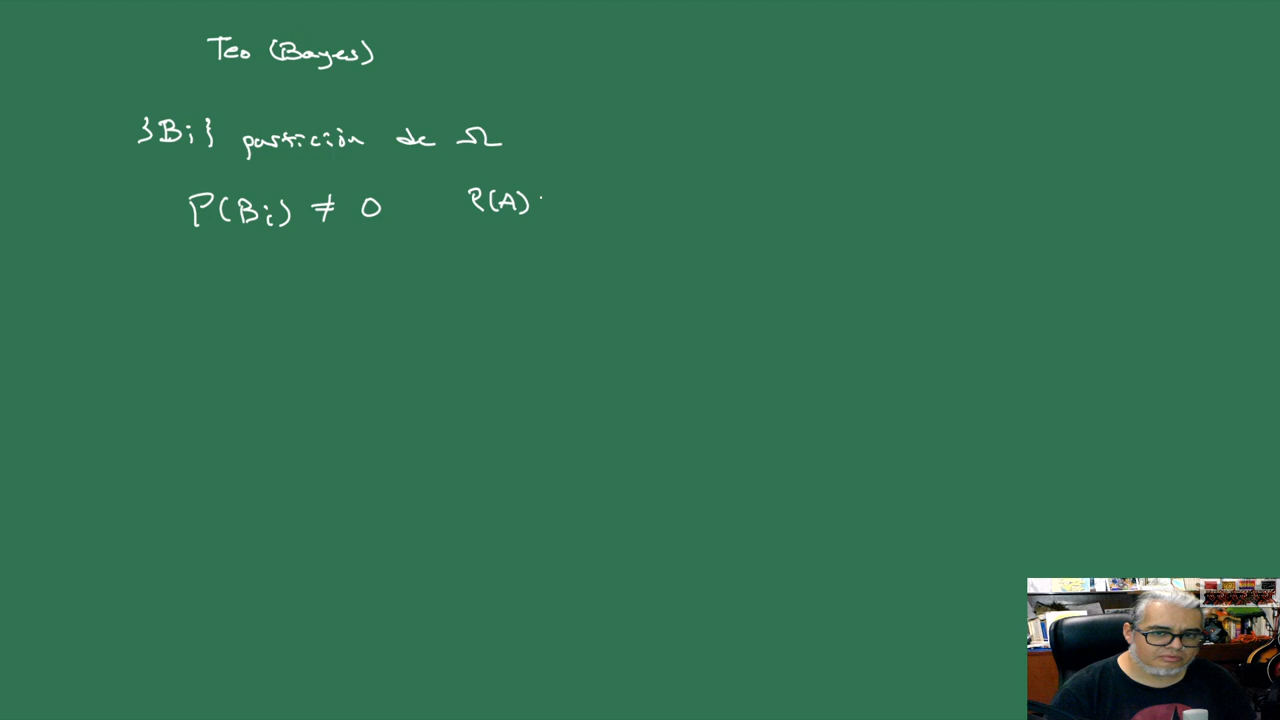 Teo (Bayes)
{Bi} partición de Ω
P(Bi) ≠ 0 P(A)